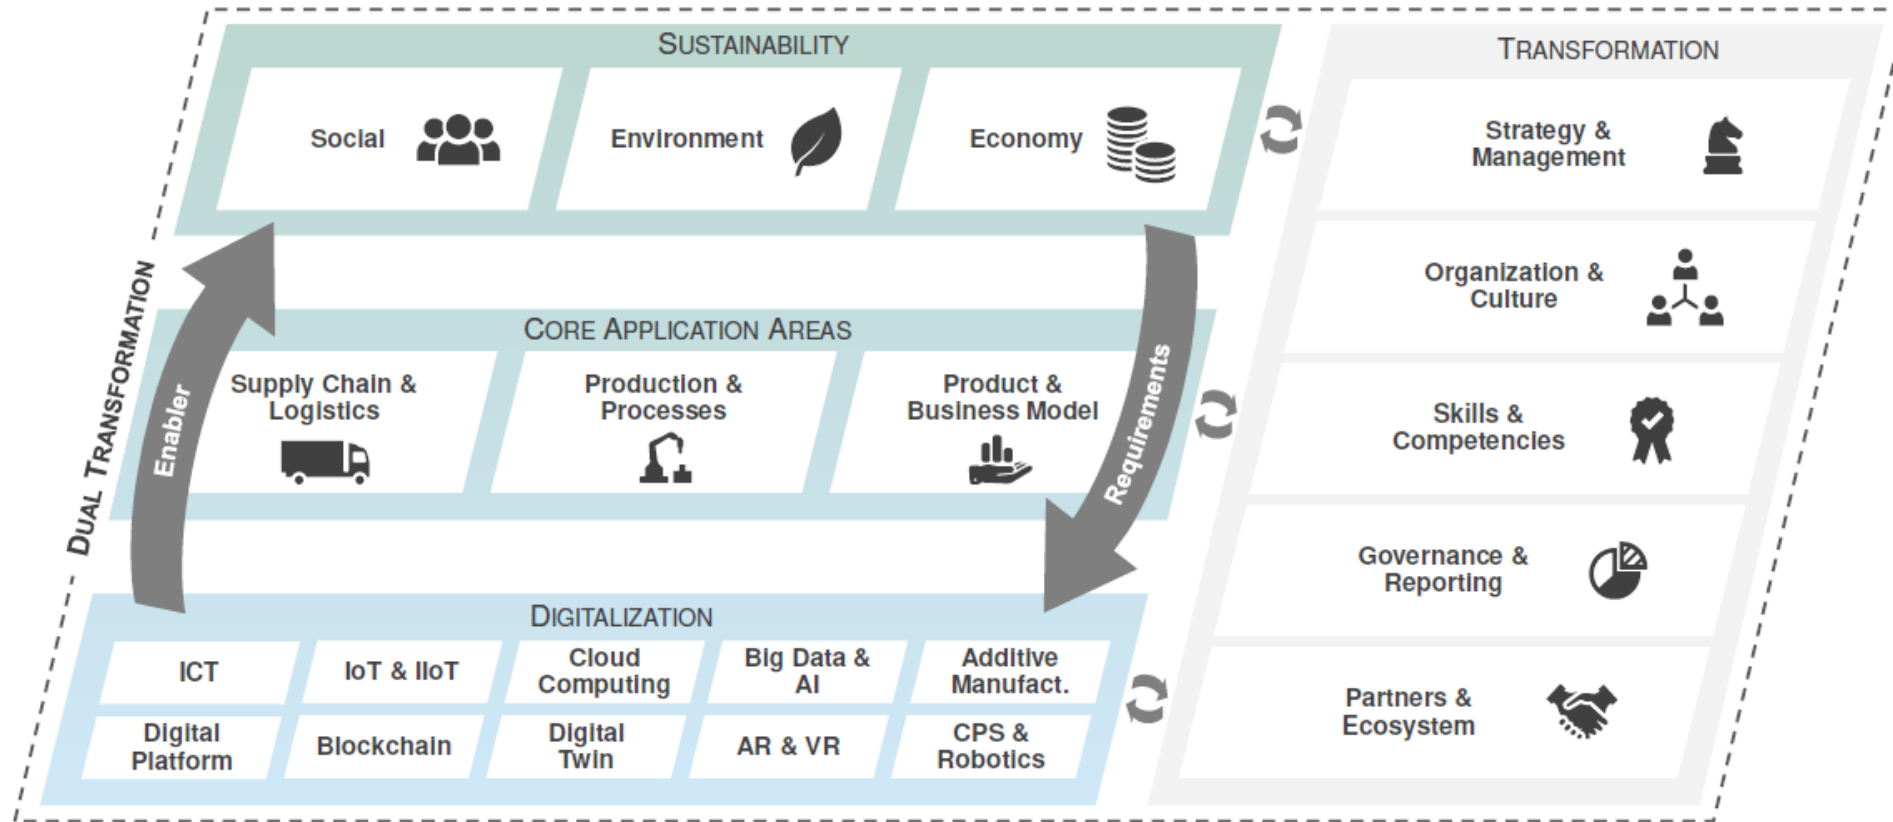 SUSTAINABILITY
Social
Environment
Economy
TRANSFORMATION
Strategy &
Management
Organization &
Culture
Skills &
Competencies
Governance &
Reporting
Partners &
Ecosystem
DUAL TRANSFORMATION
Enabler
CORE APPLICATION AREAS
Supply Chain &
Logistics
Production &
Processes
Product &
Business Model
Requirements
DIGITALIZATION
ICT
IoT & IIoT
Cloud
Computing
Big Data &
AI
Additive
Manufact.
Digital
Platform
Blockchain
Digital
Twin
AR & VR
CPS &
Robotics